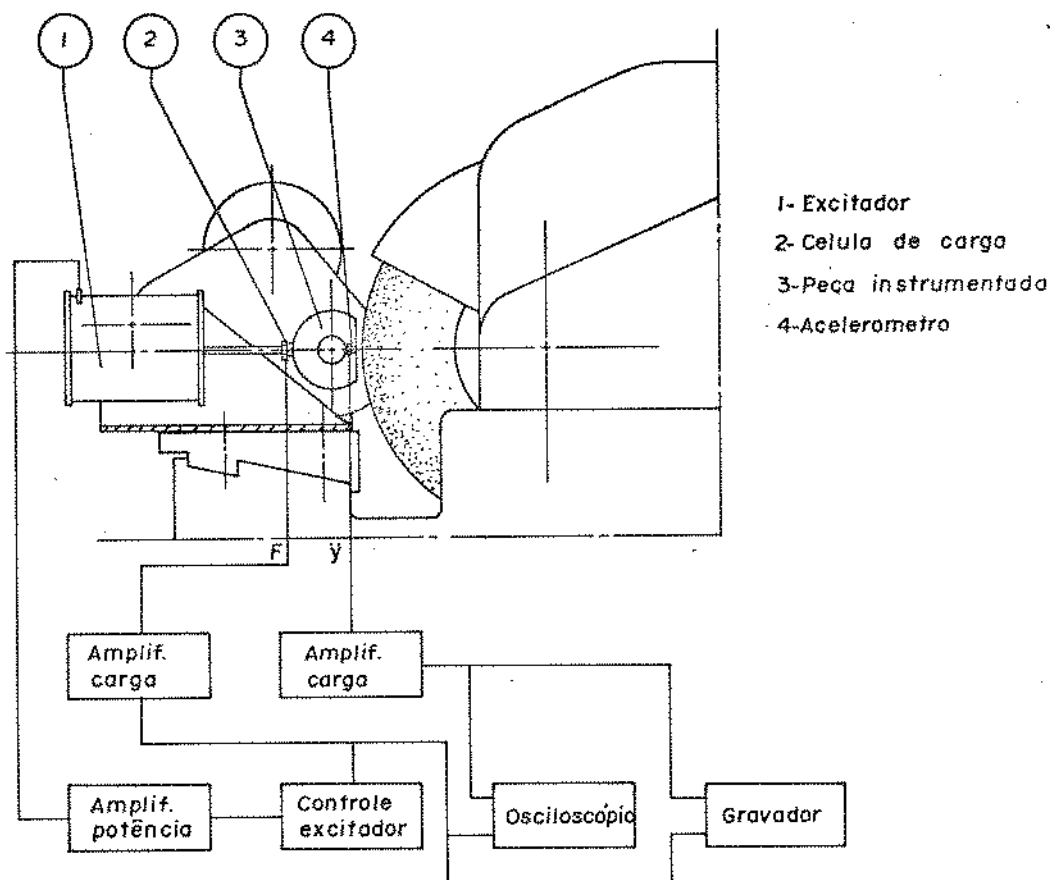 1
2
3
4
1- Excitador
2- Celula de carga
3-Peça instrumentada
4-Acelerometro
F
ÿ
Amplif.
carga
Amplif.
carga
Amplif.
potência
Controle
excitador
Osciloscópio
Gravador